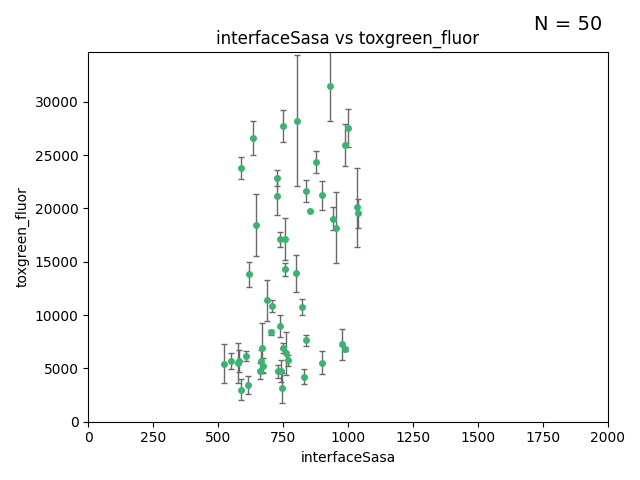 N = 50
interfaceSasa vs toxgreen_fluor
30000
25000
20000
15000
10000
5000
0
toxgreen_fluor
0 250 500 750 1000 1250 1500 1750 2000
interfaceSasa